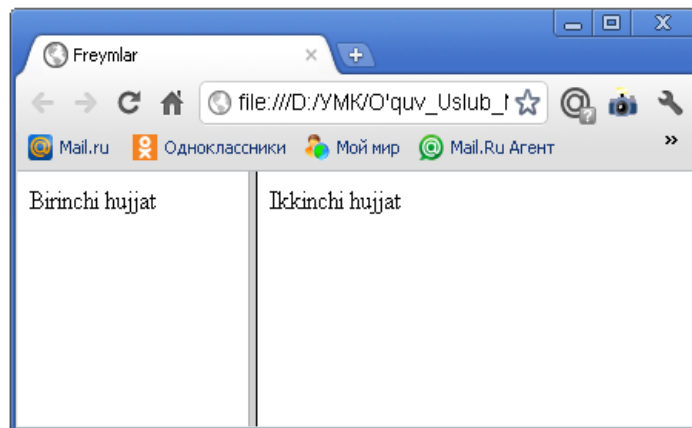 Freymlar
file:///D:/УМК/O'quv_Uslub_
Mail.ru Одноклассники Мой мир Mail.Ru Агент
Birinchi hujjat Ikkinchi hujjat